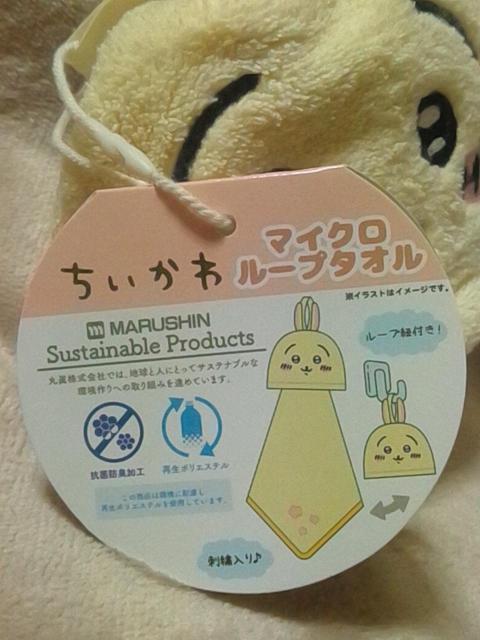 ちいかわ
マイクロ
ループタオル
※イラストはイメージです。
MARUSHIN
Sustainable Products
丸眞株式会社では、地球と人にとってサステナブルな
環境作りへの取り組みを進めています。
ループ紐付き!
抗菌防臭加工
再生ポリエステル
この商品は環境に配慮し
再生ポリエステルを使用しています。
刺繍入り♪